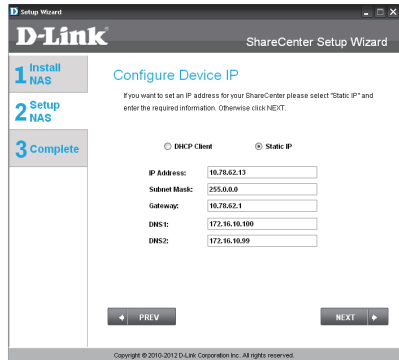 D Setup Wizard
D-Link
ShareCenter Setup Wizard
1 Install NAS
2 Setup NAS
3 Complete
Configure Device IP
If you want to set an IP address for your ShareCenter please select "Static IP" and
enter the required information. Otherwise click NEXT.
DHCP Client
Static IP
IP Address: 10.78.62.13
Subnet Mask: 255.0.0.0
Gateway: 10.78.62.1
DNS1: 172.16.10.100
DNS2: 172.16.10.99
PREV
NEXT
Copyright © 2010-2012 D-Link Corporation Inc. All rights reserved.